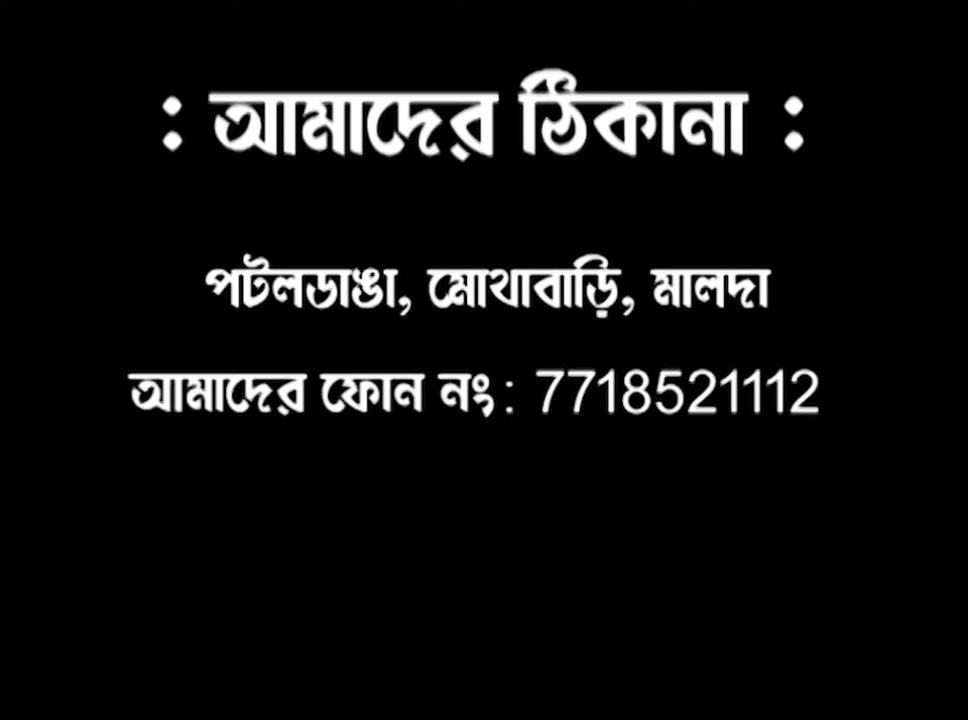 : আমাদের ঠিকানা :
পটলডাঙা, মোথাবাড়ি, মালদা
আমাদের ফোন নং : 7718521112